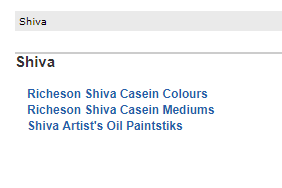 Shiva
Shiva
Richeson Shiva Casein Colours
Richeson Shiva Casein Mediums
Shiva Artist's Oil Paintstiks